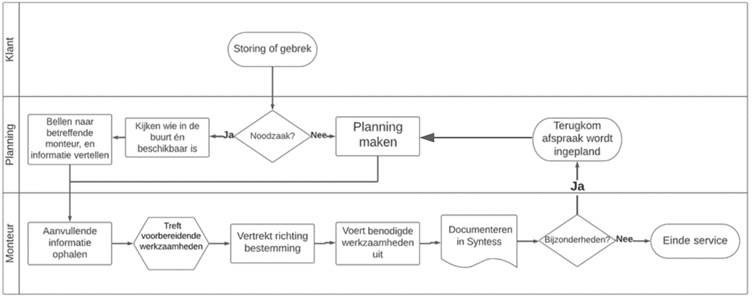 Klant
Storing of gebrek
Planning
Bellen naar
betreffende
monteur, en
informatie vertellen
Kijken wie in de
buurt én
beschikbaar is
Ja
Noodzaak?
Nee
Planning
maken
Terugkom
afspraak wordt
ingepland
Ja
Monteur
Aanvullende
informatie
ophalen
Treft
voorbereidende
werkzaamheden
Vertrekt richting
bestemming
Voert benodigde
werkzaamheden
uit
Documenteren
in Syntess
Bijzonderheden?
Nee
Einde service